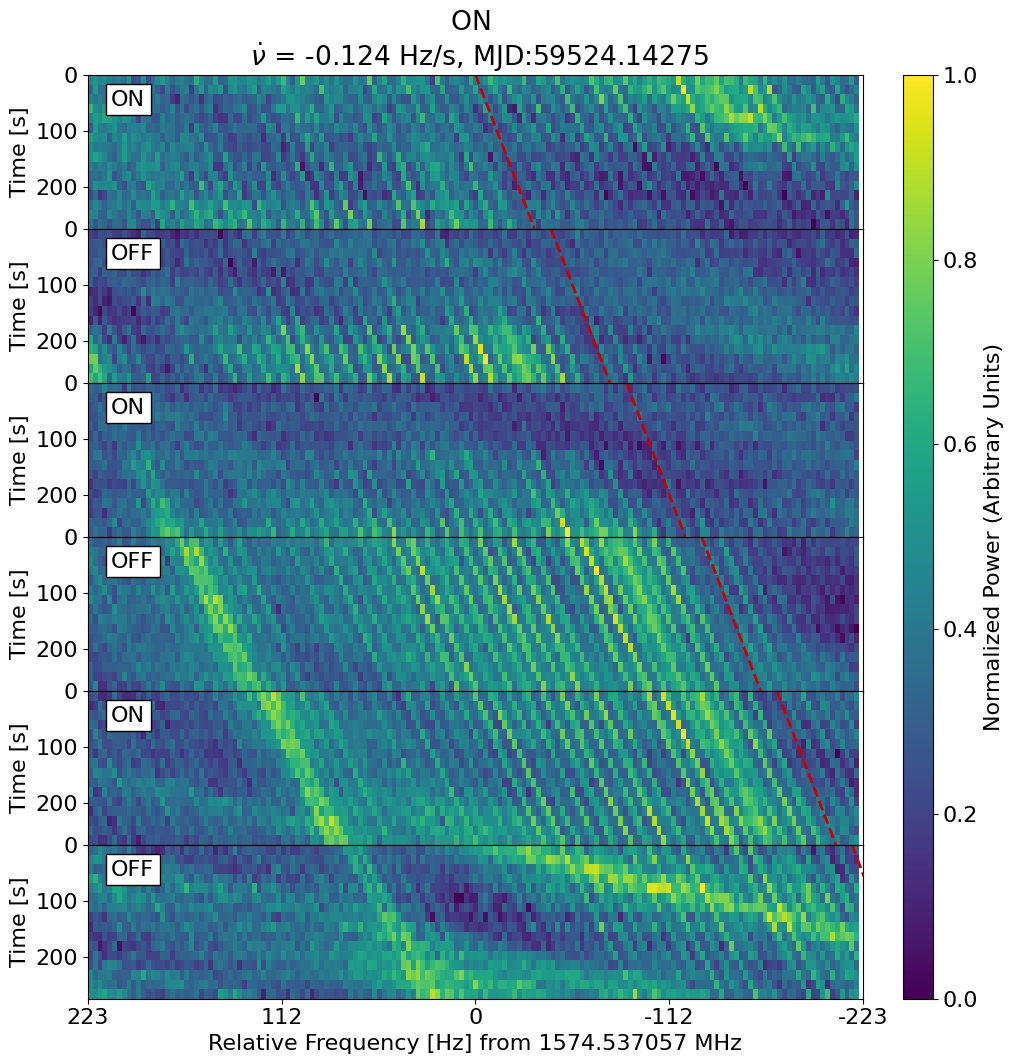 ON
ν̇ = -0.124 Hz/s, MJD:59524.14275
0
100
200
Time [s]
ON
0
100
200
Time [s]
OFF
0
100
200
Time [s]
ON
0
100
200
Time [s]
OFF
0
100
200
Time [s]
ON
0
100
200
Time [s]
OFF
223 112 0 -112 -223
Relative Frequency [Hz] from 1574.537057 MHz
1.0
0.8
0.6
0.4
0.2
0.0
Normalized Power (Arbitrary Units)